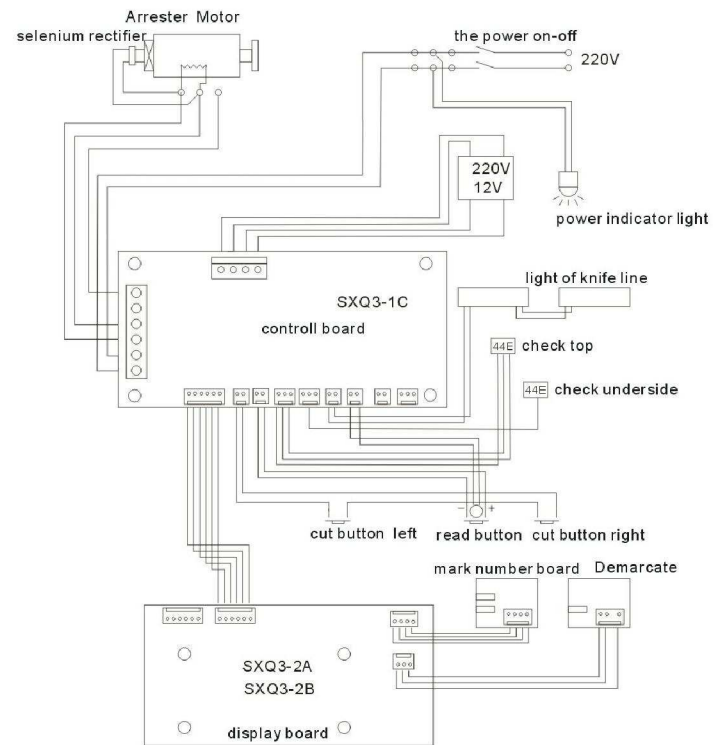 Arrester Motor
selenium rectifier
the power on-off
220V
220V
12V
power indicator light
SXQ3-1C
controll board
light of knife line
44E check top
44E check underside
- +
cut button left read button cut button right
mark number board Demarcate
SXQ3-2A
SXQ3-2B
display board